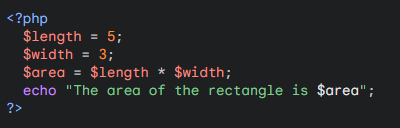 <?php
  $length = 5;
  $width = 3;
  $area = $length * $width;
  echo "The area of the rectangle is $area";
?>